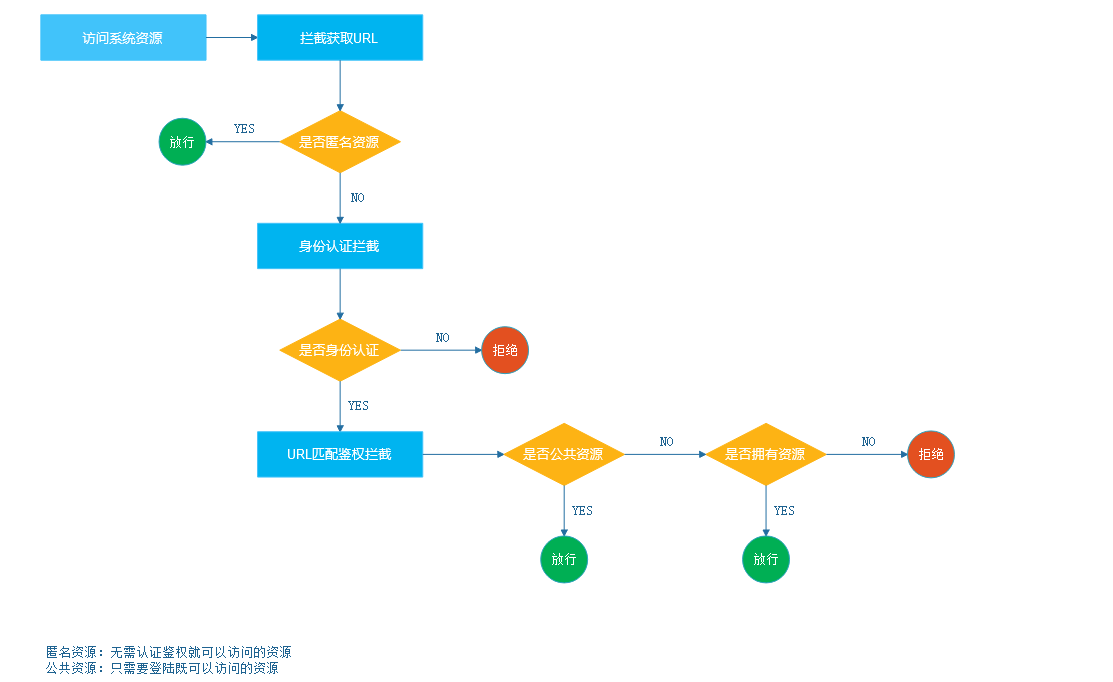 访问系统资源
拦截获取URL
YES
放行
是否匿名资源
NO
身份认证拦截
是否身份认证
NO
拒绝
YES
URL匹配鉴权拦截
是否公共资源
NO
是否拥有资源
NO
拒绝
YES
YES
放行
放行
匿名资源：无需认证鉴权就可以访问的资源
公共资源：只需要登陆既可以访问的资源